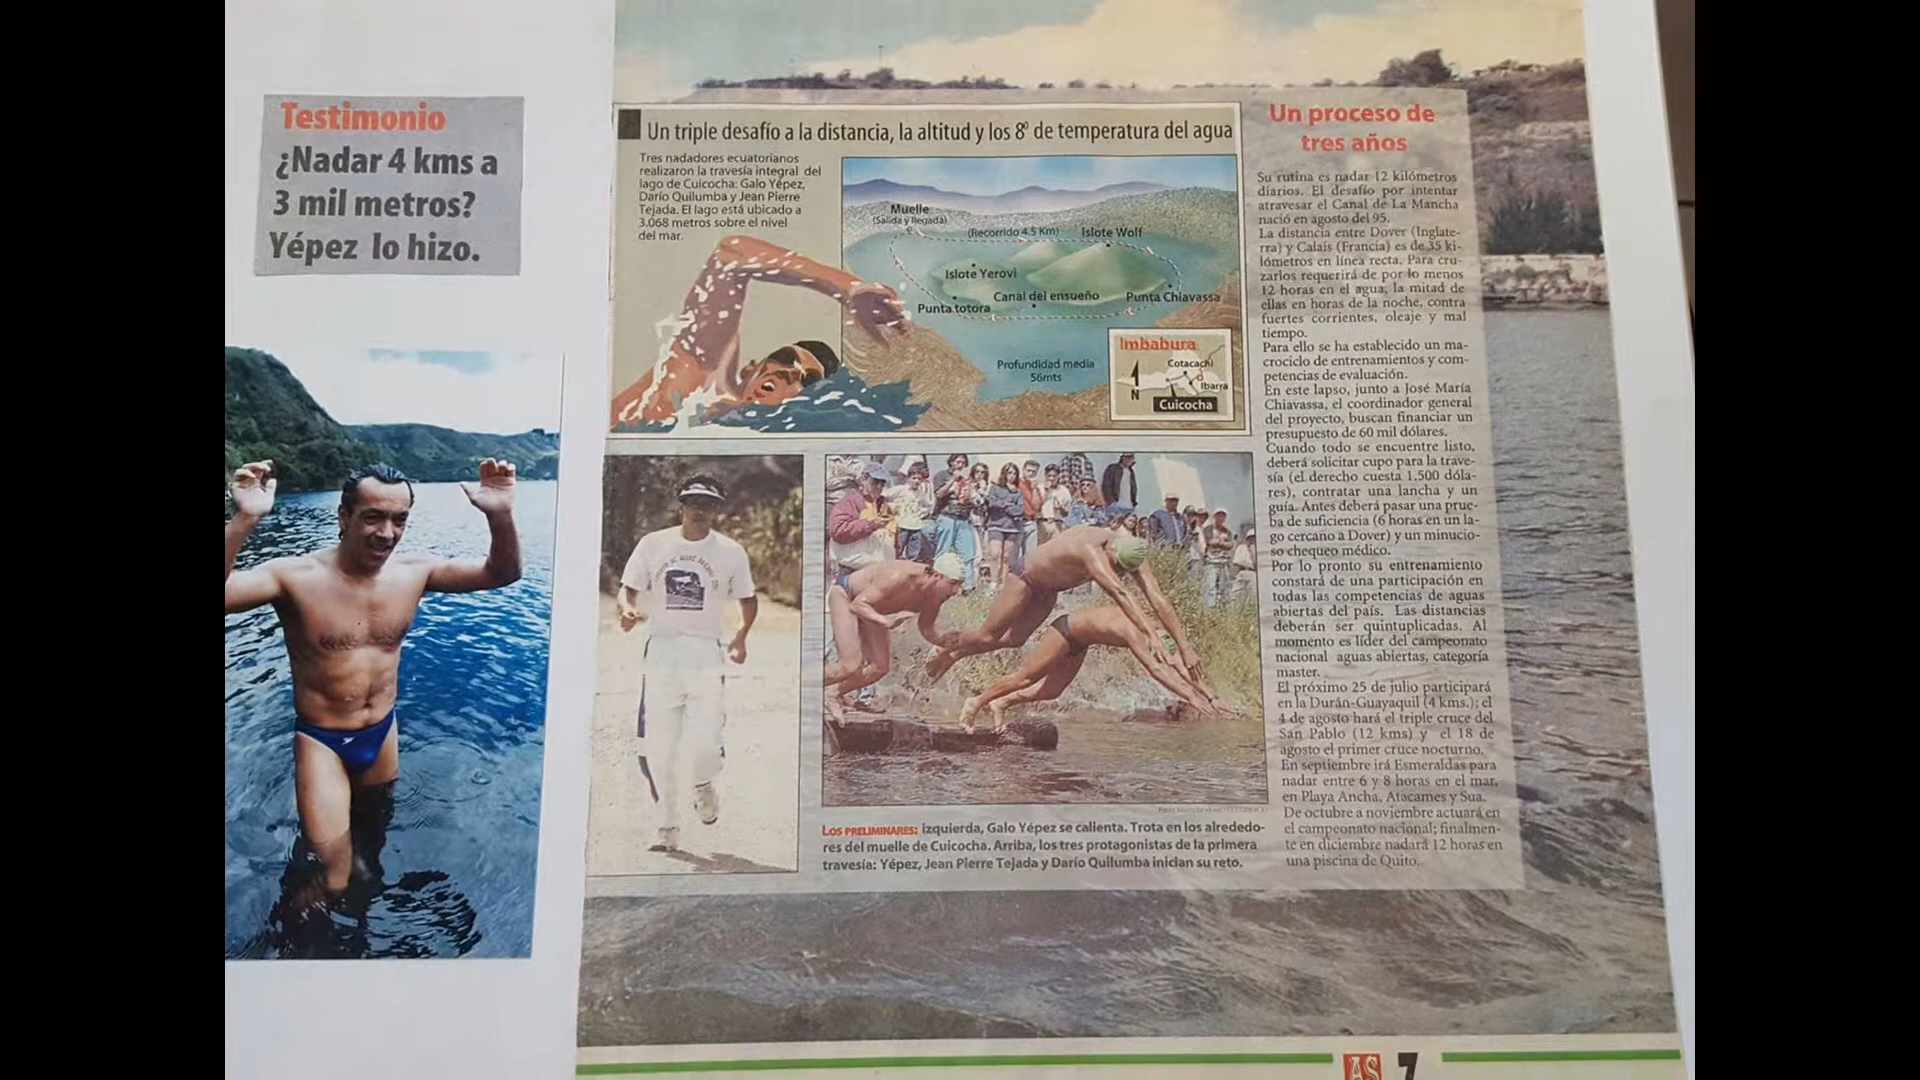 Testimonio
¿Nadar 4 kms a
3 mil metros?
Yépez lo hizo.
Un triple desafío a la distancia, la altitud y los 8º de temperatura del agua
Tres nadadores ecuatorianos
realizaron la travesía integral del
lago de Cuicocha: Galo Yépez,
Darío Quilumba y Jean Pierre
Tejada. El lago está ubicado a
3.068 metros sobre el nivel
del mar.
Muelle
(Salida y llegada)
(Recorrido 4.5 Km)
Islote Wolf
Islote Yerovi
Canal del ensueño
Punta Chiavassa
Punta totora
Profundidad media
56mts
Imbabura
Cotacachi
Ibarra
N
Cuicocha
LOS PRELIMINARES: izquierda, Galo Yépez se calienta. Trota en los alrededo-
res del muelle de Cuicocha. Arriba, los tres protagonistas de la primera
travesía: Yépez, Jean Pierre Tejada y Darío Quilumba inician su reto.
Un proceso de
tres años
Su rutina es nadar 12 kilómetros
diarios. El desafío por intentar
atravesar el Canal de La Mancha
nació en agosto del 95.
La distancia entre Dover (Inglate-
rra) y Calais (Francia) es de 35 ki-
lómetros en línea recta. Para cru-
zarlos requerirá de por lo menos
12 horas en el agua, la mitad de
ellas en horas de la noche, contra
fuertes corrientes, oleaje y mal
tiempo.
Para ello se ha establecido un ma-
crociclo de entrenamientos y com-
petencias de evaluación.
En este lapso, junto a José María
Chiavassa, el coordinador general
del proyecto, buscan financiar un
presupuesto de 60 mil dólares.
Cuando todo se encuentre listo,
deberá solicitar cupo para la trave-
sía (el derecho cuesta 1.500 dóla-
res), contratar una lancha y un
guía. Antes deberá pasar una prue-
ba de suficiencia (6 horas en un la-
go cercano a Dover) y un minucio-
so chequeo médico.
Por lo pronto su entrenamiento
constará de una participación en
todas las competencias de aguas
abiertas del país. Las distancias
deberán ser quintuplicadas. Al
momento es líder del campeonato
nacional aguas abiertas, categoría
master.
El próximo 25 de julio participará
en la Durán-Guayaquil (4 kms.); el
4 de agosto hará el triple cruce del
San Pablo (12 kms) y el 18 de
agosto el primer cruce nocturno.
En septiembre irá Esmeraldas para
nadar entre 6 y 8 horas en el mar,
en Playa Ancha, Atacames y Sua.
De octubre a noviembre actuará en
el campeonato nacional; finalmen-
te en diciembre nadará 12 horas en
una piscina de Quito.
AS 7